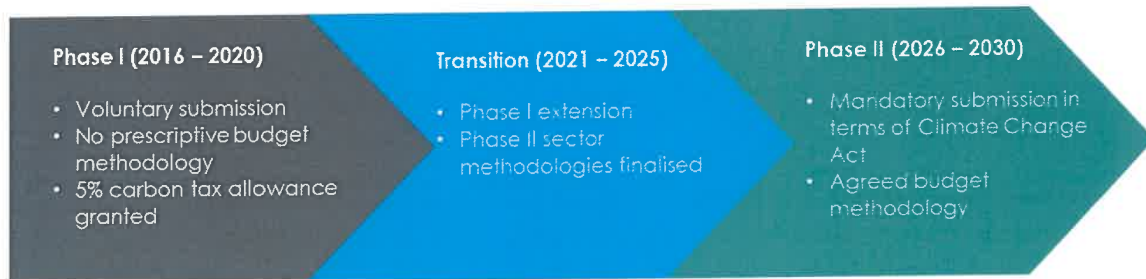 Phase I (2016 – 2020)
• Voluntary submission
• No prescriptive budget
methodology
• 5% carbon tax allowance
granted
Transition (2021 – 2025)
• Phase I extension
• Phase II sector
methodologies finalised
Phase II (2026 – 2030)
• Mandatory submission in
terms of Climate Change
Act
• Agreed budget
methodology